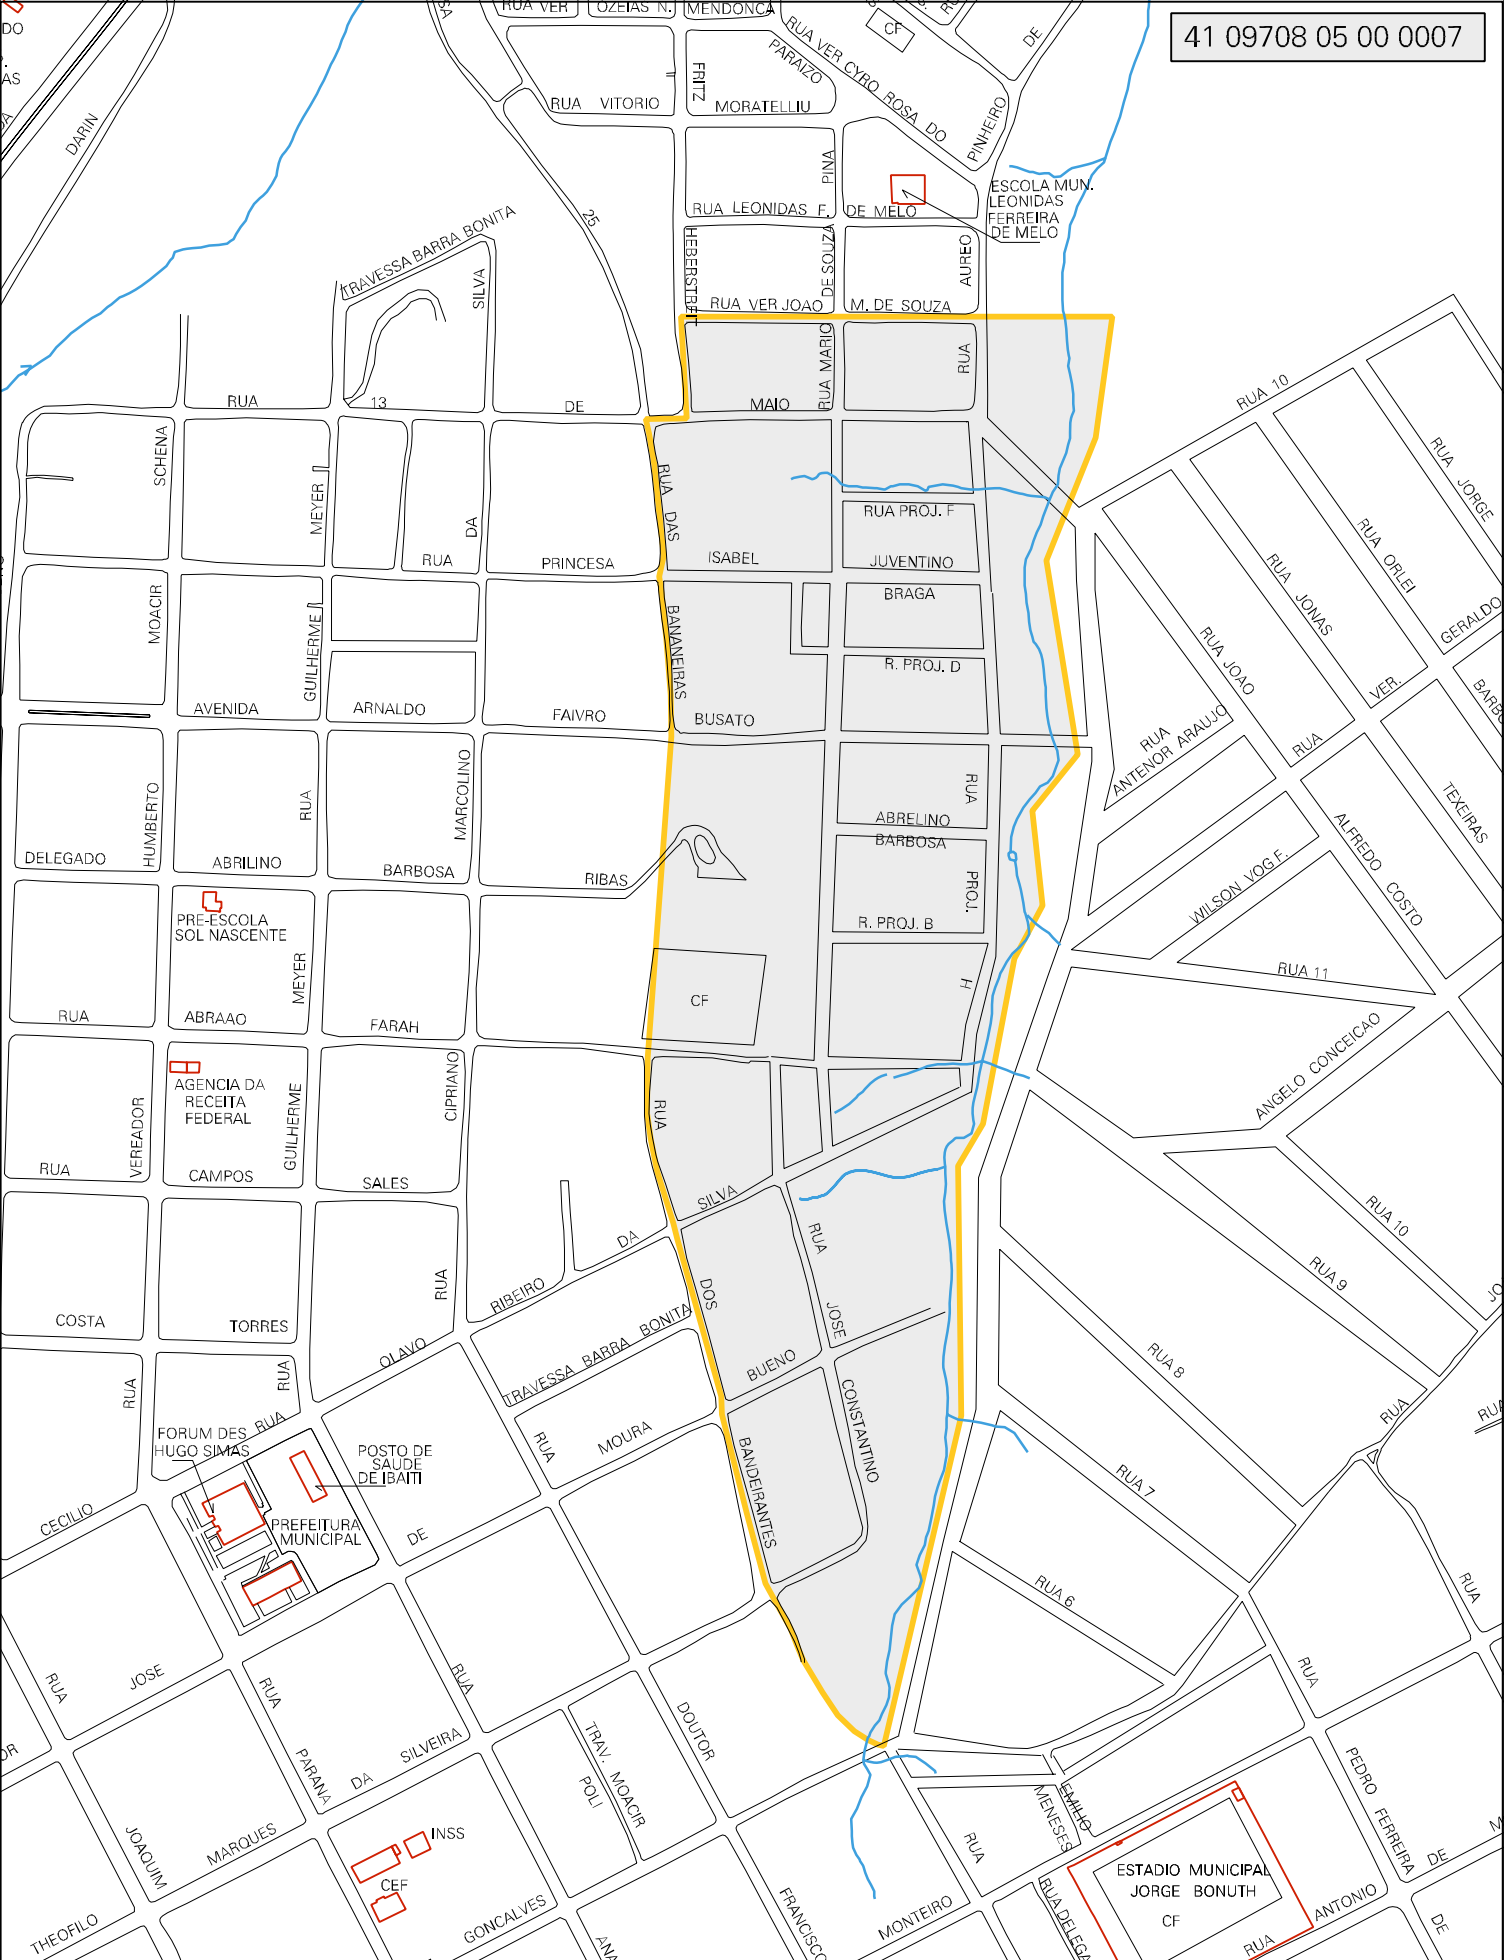 41 09708 05 00 0007
RUA VER
OZEIAS N.
MENDONCA
CF
DE
DO
AS
DARIN
RUA VER CYRO ROSA DO
PARAIZO
FRITZ
RUA VITORIO
MORATELLIU
PINHEIRO
PINA
ESCOLA MUN.
LEONIDAS
FERREIRA
DE MELO
RUA LEONIDAS F. DE MELO
25
TRAVESSA BARRA BONITA
HEBERSTREIT
DE SOUZA
AUREO
SILVA
RUA VER JOAO M. DE SOUZA
RUA MARIO
RUA
RUA 13 DE MAIO
RUA 10
RUA JORGE
SCHENA
MEYER
DA
RUA DAS
RUA PROJ. F
RUA ORLEI
RUA JONAS
RUA PRINCESA ISABEL
JUVENTINO
BRAGA
GERALDO
MOACIR
GUILHERME
BANANEIRAS
RUA JOAO
R. PROJ. D
VER.
AVENIDA ARNALDO FAIVRO BUSATO
RUA
ANTENOR ARAUJO
RUA
HUMBERTO
RUA
MARCOLINO
RUA
TEXEIRAS
ABRELINO
BARBOSA
ALFREDO COSTO
DELEGADO ABRILINO BARBOSA RIBAS
WILSON VOG.F.
PRE-ESCOLA
SOL NASCENTE
PROJ.
R. PROJ. B
RUA 11
MEYER
H
CF
RUA ABRAAO FARAH
ANGELO CONCEICAO
AGENCIA DA
RECEITA
FEDERAL
CIPRIANO
RUA
VEREADOR
GUILHERME
RUA CAMPOS SALES
SILVA
RUA 10
RUA
DA
RUA 9
RUA
RIBEIRO
DOS
COSTA TORRES
JOSE
TRAVESSA BARRA BONITA
OLAVO
BUENO
RUA 8
RUA
RUA
CONSTANTINO
RUA
RUA
FORUM DES
HUGO SIMAS
POSTO DE
SAUDE
DE IBAITI
RUA
MOURA
BANDEIRANTES
RUA 7
CECILIO
PREFEITURA
MUNICIPAL
DE
RUA 6
RUA
RUA
JOSE
RUA
RUA
RUA
DOUTOR
PARANA
DA
SILVEIRA
TRAV. MOACIR
POLI
PEDRO FERREIRA
JOAQUIM
MARQUES
INSS
CEF
EMILIO
MENESES
RUA
DE
ESTADIO MUNICIPAL
JORGE BONUTH
CF
THEOFILO
GONCALVES
FRANCISCO
MONTEIRO
RUA DELEGA
RUA
ANTONIO
DE
ANA